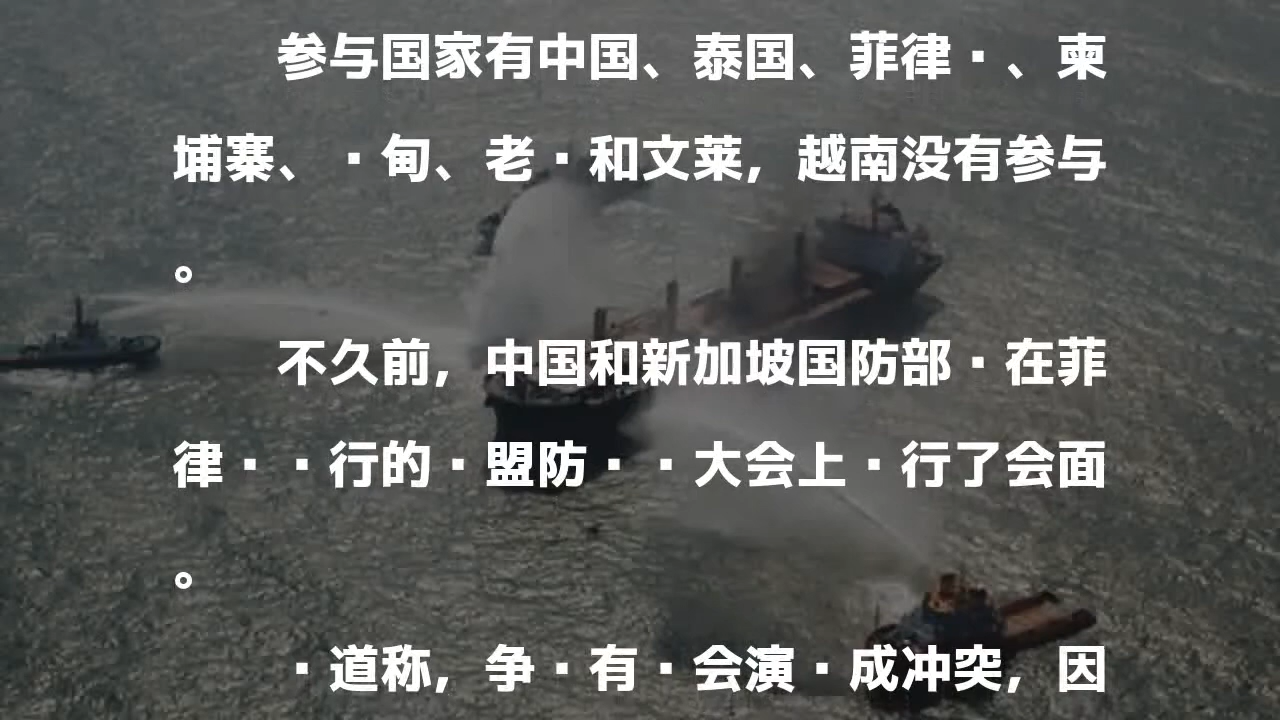 参与国家有中国、泰国、菲律▪、柬
埔寨、▪甸、老▪和文莱，越南没有参与
。
不久前，中国和新加坡国防部▪在菲
律▪▪行的▪盟防▪▪大会上▪行了会面
。
▪道称，争▪有▪会演▪成冲突，因